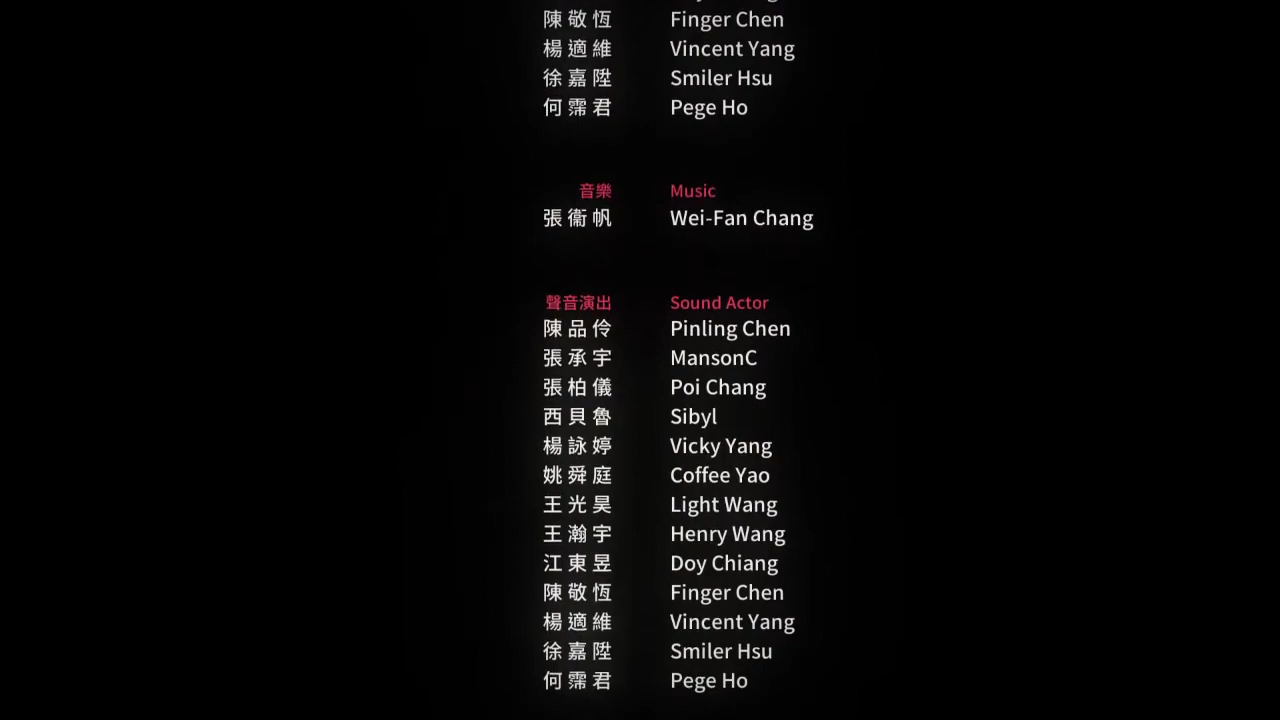 陳敬恆 Finger Chen
楊適維 Vincent Yang
徐嘉陞 Smiler Hsu
何霈君 Pege Ho
音樂 Music
張衞帆 Wei-Fan Chang
聲音演出 Sound Actor
陳品伶 Pinling Chen
張承宇 MansonC
張柏儀 Poi Chang
西貝魯 Sibyl
楊詠婷 Vicky Yang
姚舜庭 Coffee Yao
王光昊 Light Wang
王瀚宇 Henry Wang
江東昱 Doy Chiang
陳敬恆 Finger Chen
楊適維 Vincent Yang
徐嘉陞 Smiler Hsu
何霈君 Pege Ho